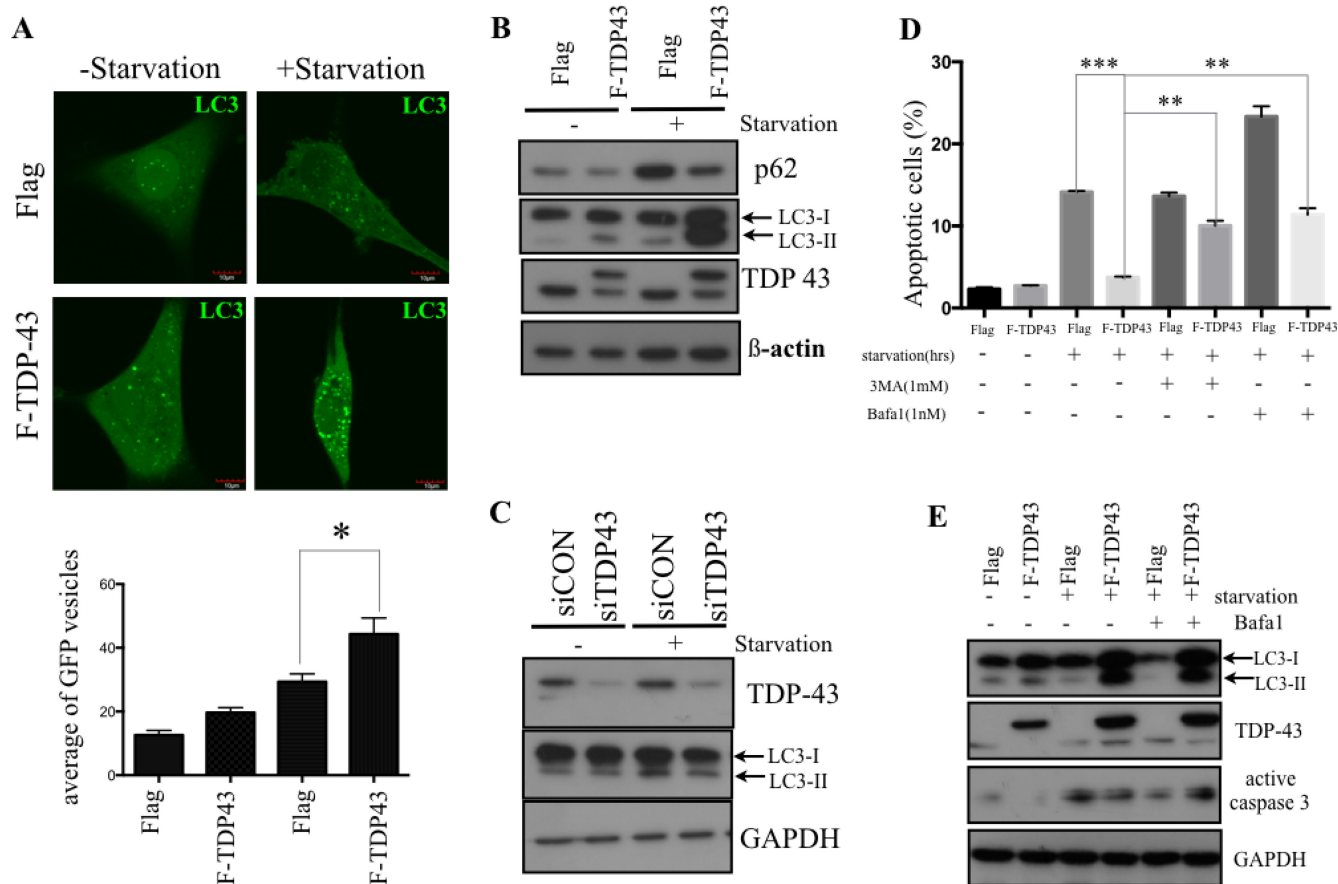 A
-Starvation
+Starvation
Flag
LC3
10μm
LC3
10μm
F-TDP-43
LC3
10μm
LC3
10μm
*
average of GFP vesicles
60
40
20
0
Flag
F-TDP43
Flag
F-TDP43
B
Flag
F-TDP43
Flag
F-TDP43
- + Starvation
p62
LC3-I
LC3-II
TDP 43
ß-actin
C
siCON
siTDP43
siCON
siTDP43
- + Starvation
TDP-43
LC3-I
LC3-II
GAPDH
D
Apoptotic cells (%)
30
20
10
0
*** **
**
Flag F-TDP43 Flag F-TDP43 Flag F-TDP43 Flag F-TDP43
starvation(hrs) - - + + + + + +
3MA(1mM) - - - - + + - -
Bafa1(1nM) - - - - - - + +
E
Flag
F-TDP43
Flag
F-TDP43
Flag
F-TDP43
- - + + + + starvation
- - - - + + Bafa1
LC3-I
LC3-II
TDP-43
active
caspase 3
GAPDH